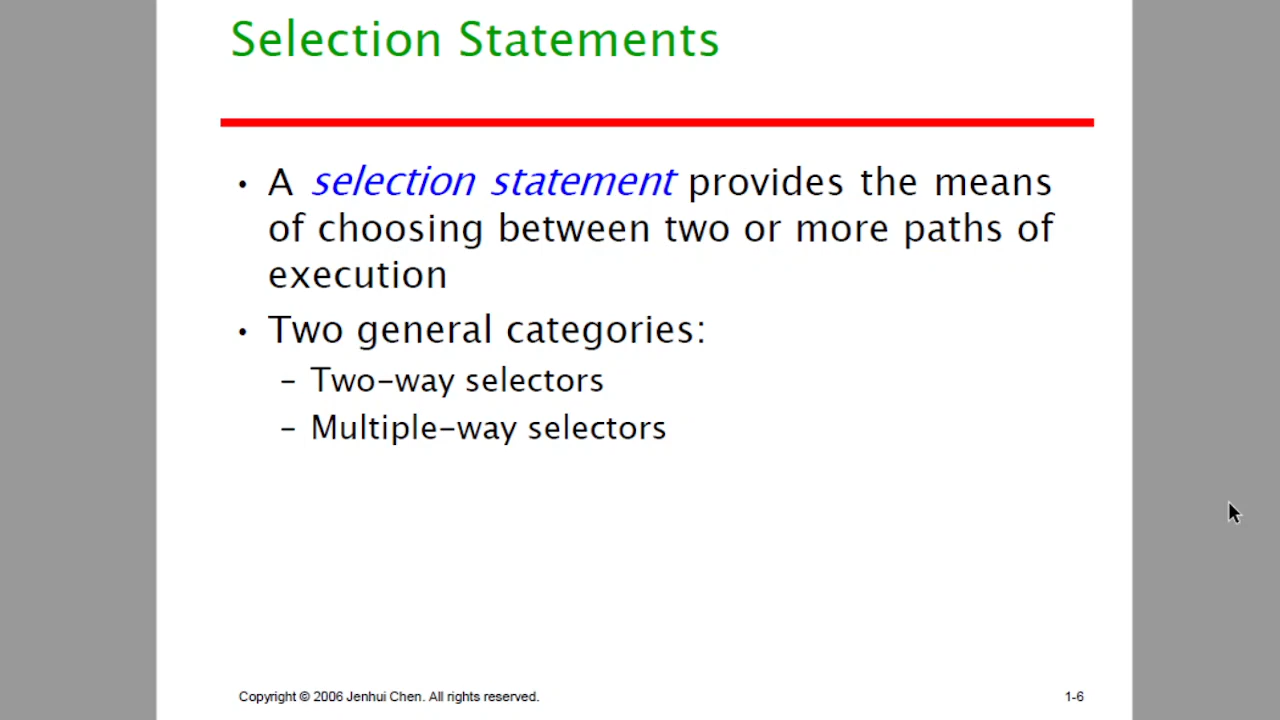 Selection Statements
• A selection statement provides the means
of choosing between two or more paths of
execution
• Two general categories:
– Two-way selectors
– Multiple-way selectors
Copyright © 2006 Jenhui Chen. All rights reserved.
1-6